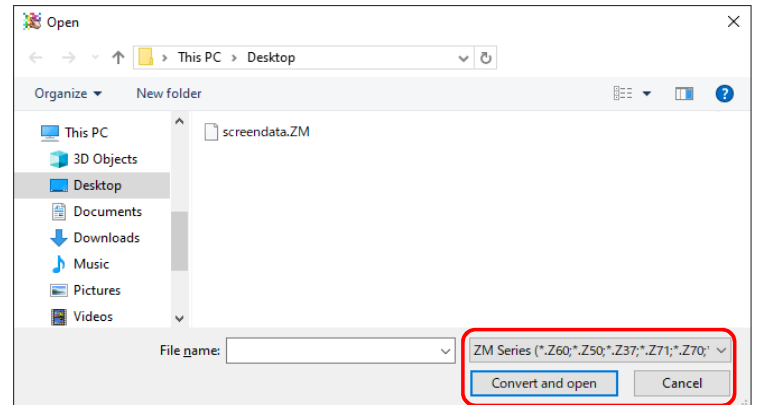 Open
This PC > Desktop
Organize New folder
This PC
screendata.ZM
3D Objects
Desktop
Documents
Downloads
Music
Pictures
Videos
File name:
ZM Series (*.Z60;*.Z50;*.Z37;*.Z71;*.Z70;'
Convert and open Cancel